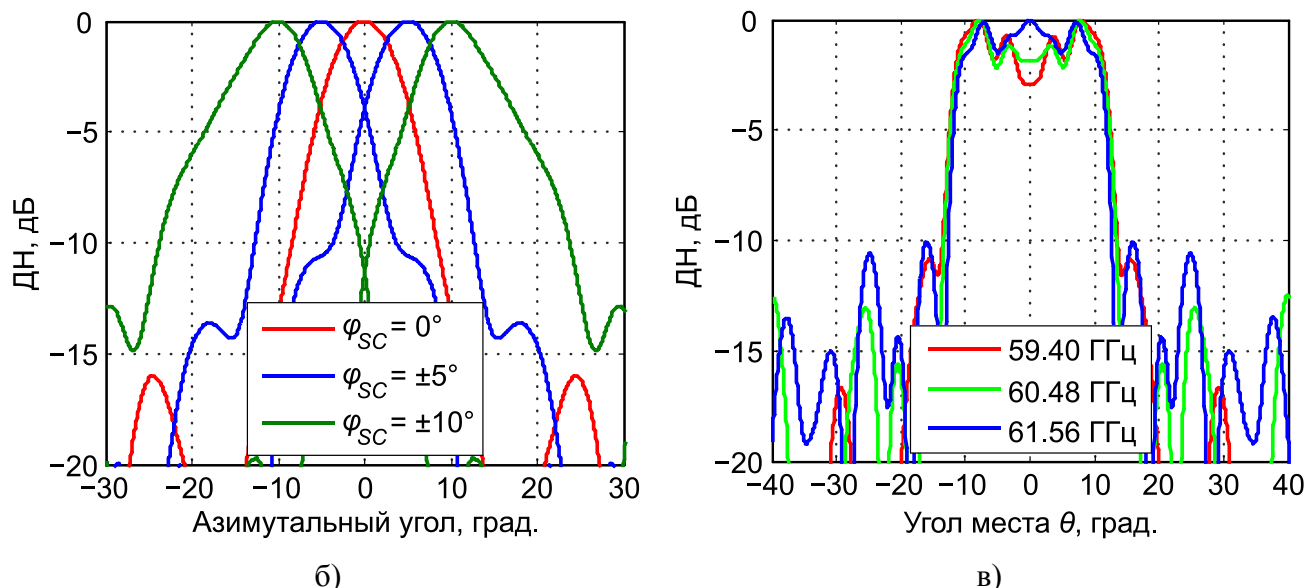 ДН, дБ
0
−5
−10
−15
−20
−30
−20
−10
0
10
20
30
Азимутальный угол, град.
φSC = 0°
φSC = ±5°
φSC = ±10°
б)
ДН, дБ
0
−5
−10
−15
−20
−40
−30
−20
−10
0
10
20
30
40
Угол места θ, град.
59.40 ГГц
60.48 ГГц
61.56 ГГц
в)